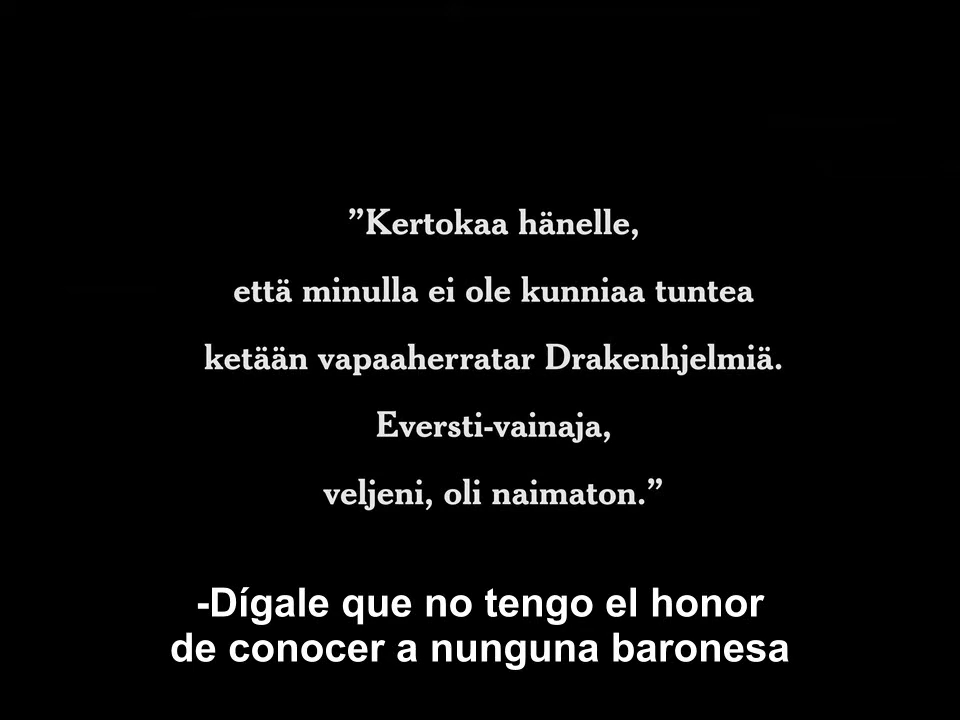 ”Kertokaa hänelle,
että minulla ei ole kunniaa tuntea
ketään vapaaherratar Drakenhjelmiä.
Eversti-vainaja,
veljeni, oli naimaton.”
-Dígale que no tengo el honor
de conocer a nunguna baronesa